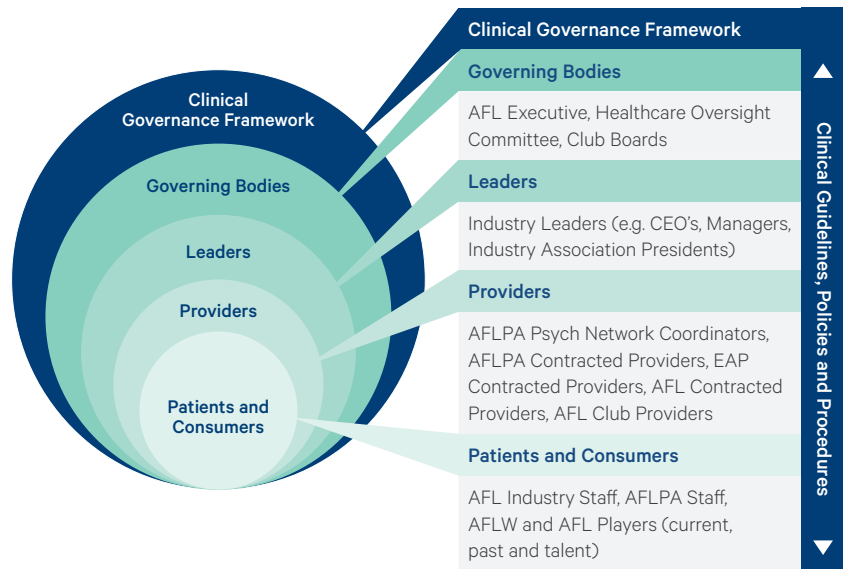 Clinical
Governance Framework
Governing Bodies
Leaders
Providers
Patients and
Consumers
Clinical Governance Framework
Governing Bodies
AFL Executive, Healthcare Oversight
Committee, Club Boards
Leaders
Industry Leaders (e.g. CEO's, Managers,
Industry Association Presidents)
Providers
AFLPA Psych Network Coordinators,
AFLPA Contracted Providers, EAP
Contracted Providers, AFL Contracted
Providers, AFL Club Providers
Patients and Consumers
AFL Industry Staff, AFLPA Staff,
AFLW and AFL Players (current,
past and talent)
Clinical Guidelines, Policies and Procedures